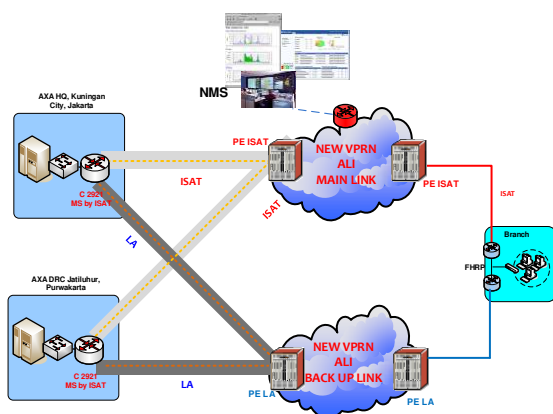 NMS
AXA HQ, Kuningan
City, Jakarta
C 2921
MS by ISAT
PE ISAT
ISAT
ISAT
LA
NEW VPRN
ALI
MAIN LINK
PE ISAT
ISAT
Branch
FHRP
AXA DRC Jatiluhur,
Purwakarta
C 2921
MS by ISAT
LA
NEW VPRN
ALI
BACK UP LINK
PE LA
PE LA